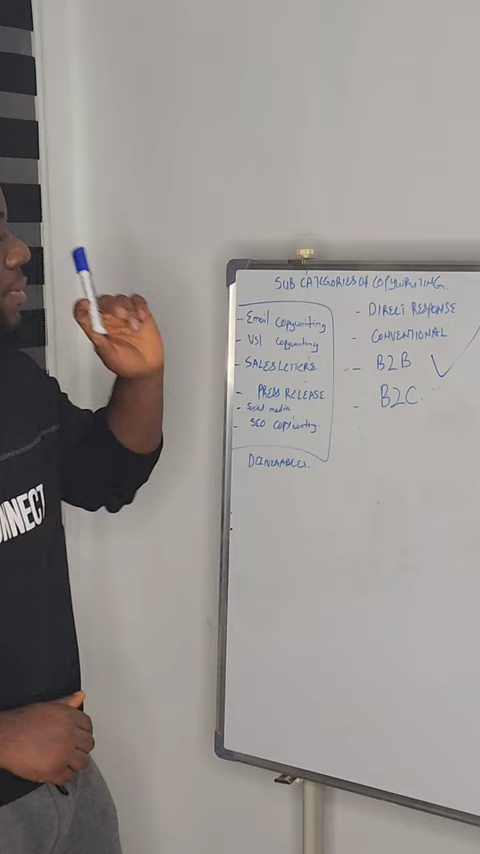 SUB CATEGORIES OF COPYWRITING.
- Email copywriting
- VSL copywriting
- SALES LETTERS
- PRESS RELEASE
- Social media
- SEO copywriting
- DIRECT RESPONSE
- CONVENTIONAL
- B2B
- B2C.
NNECT